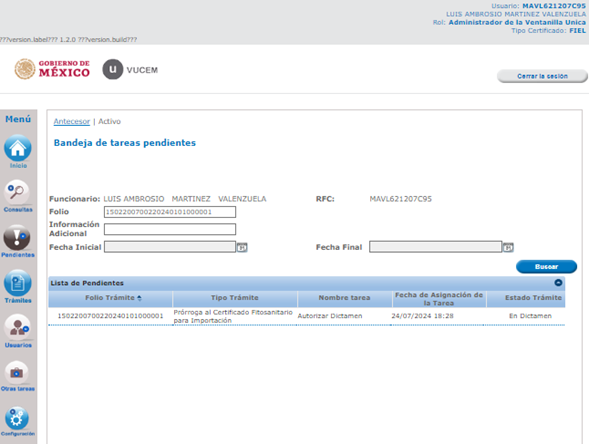 Usuario: MAVL621207C95
LUIS AMBROSIO MARTINEZ VALENZUELA
Rol: Administrador de la Ventanilla Unica
Tipo Certificado: FIEL
???version.label??? 1.2.0 ???version.build???
GOBIERNO DE
MÉXICO
U VUCEM
Cerrar la sesión
Menú
Inicio
Consultas
Pendientes
Trámites
Usuarios
Otras tareas
Configuración
Antecesor | Activo
Bandeja de tareas pendientes
Funcionario: LUIS AMBROSIO MARTINEZ VALENZUELA RFC: MAVL621207C95
Folio 1502200700220240101000001
Información
Adicional
Fecha Inicial Fecha Final
Buscar
Lista de Pendientes
Folio Trámite Tipo Trámite Nombre tarea Fecha de Asignación de la Tarea Estado Trámite
1502200700220240101000001 Prórroga al Certificado Fitosanitario para Importación Autorizar Dictamen 24/07/2024 18:28 En Dictamen